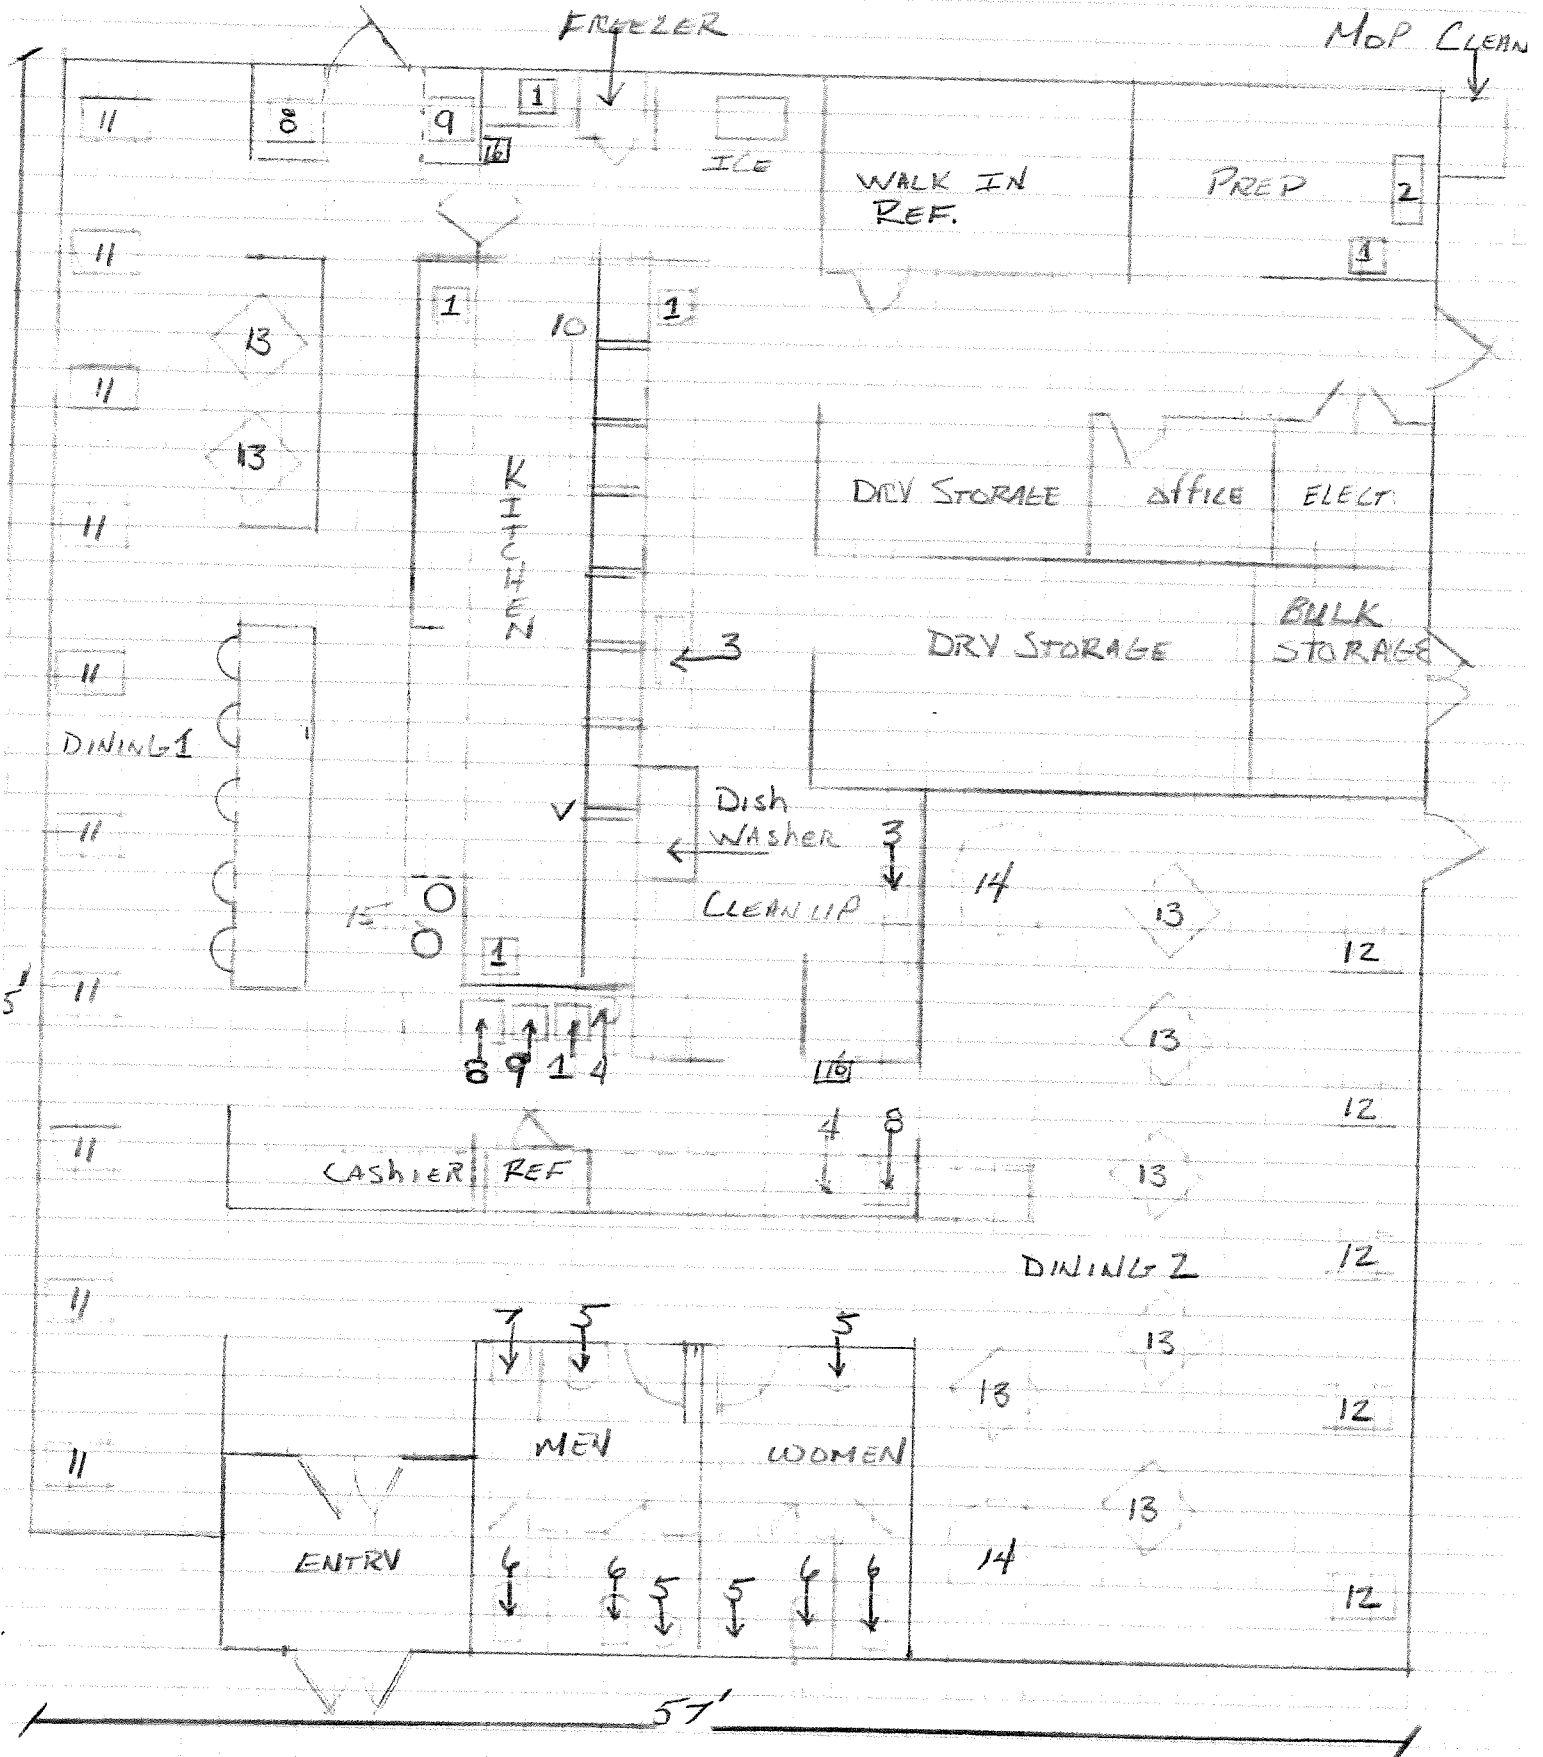 FREEZER
MOP CLEAN
11
8
9
1
16
ICE
WALK IN
REF.
PREP
2
1
11
1
10
1
13
11
13
11
KITCHEN
DRY STORAGE
OFFICE
ELECT.
BULK
STORAGE
DRY STORAGE
3
11
DINING 1
11
Dish
WASHER
3
14
CLEAN UP
13
12
15
1
11
13
8
9
1
4
16
12
4
8
11
CASHIER
REF
13
DINING 2
12
11
7
5
5
13
13
12
11
MEN
WOMEN
13
ENTRY
6
6
5
5
6
6
14
12
57'